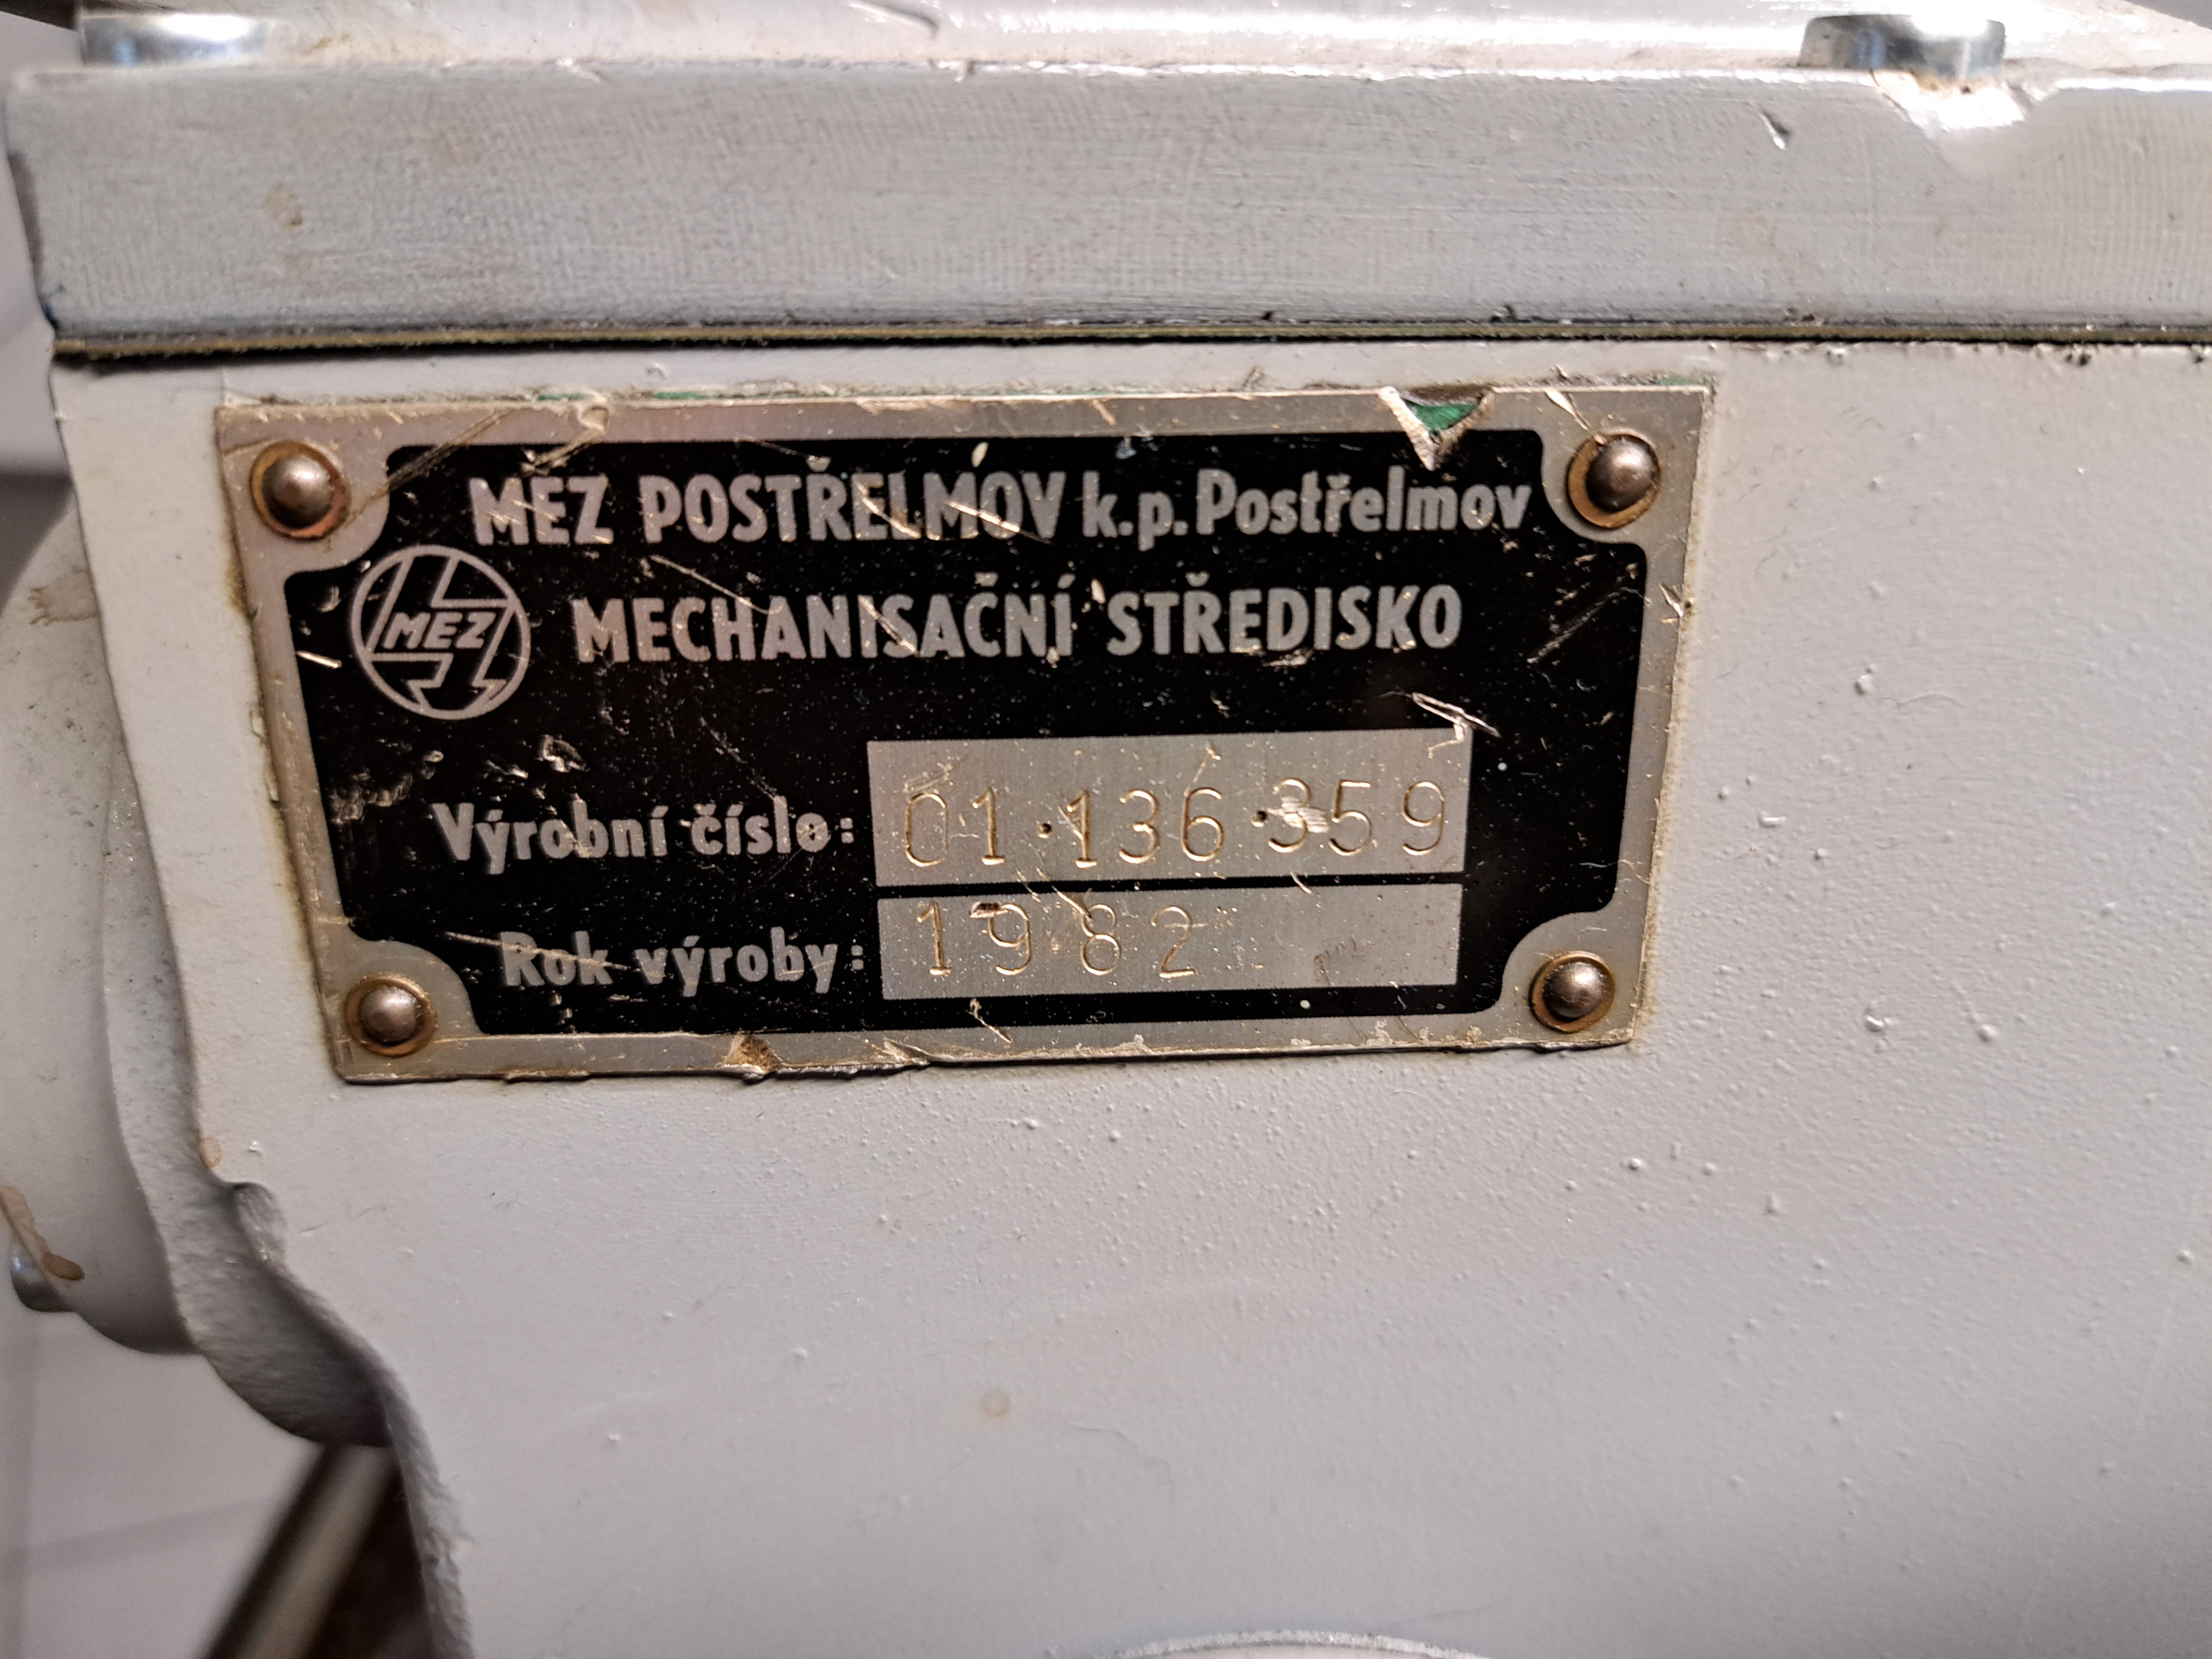 MEZ POSTŘELMOV k.p. Postřelmov
MEZ
MECHANISAČNÍ STŘEDISKO
Výrobní číslo: 01·136·359
Rok výroby: 1982